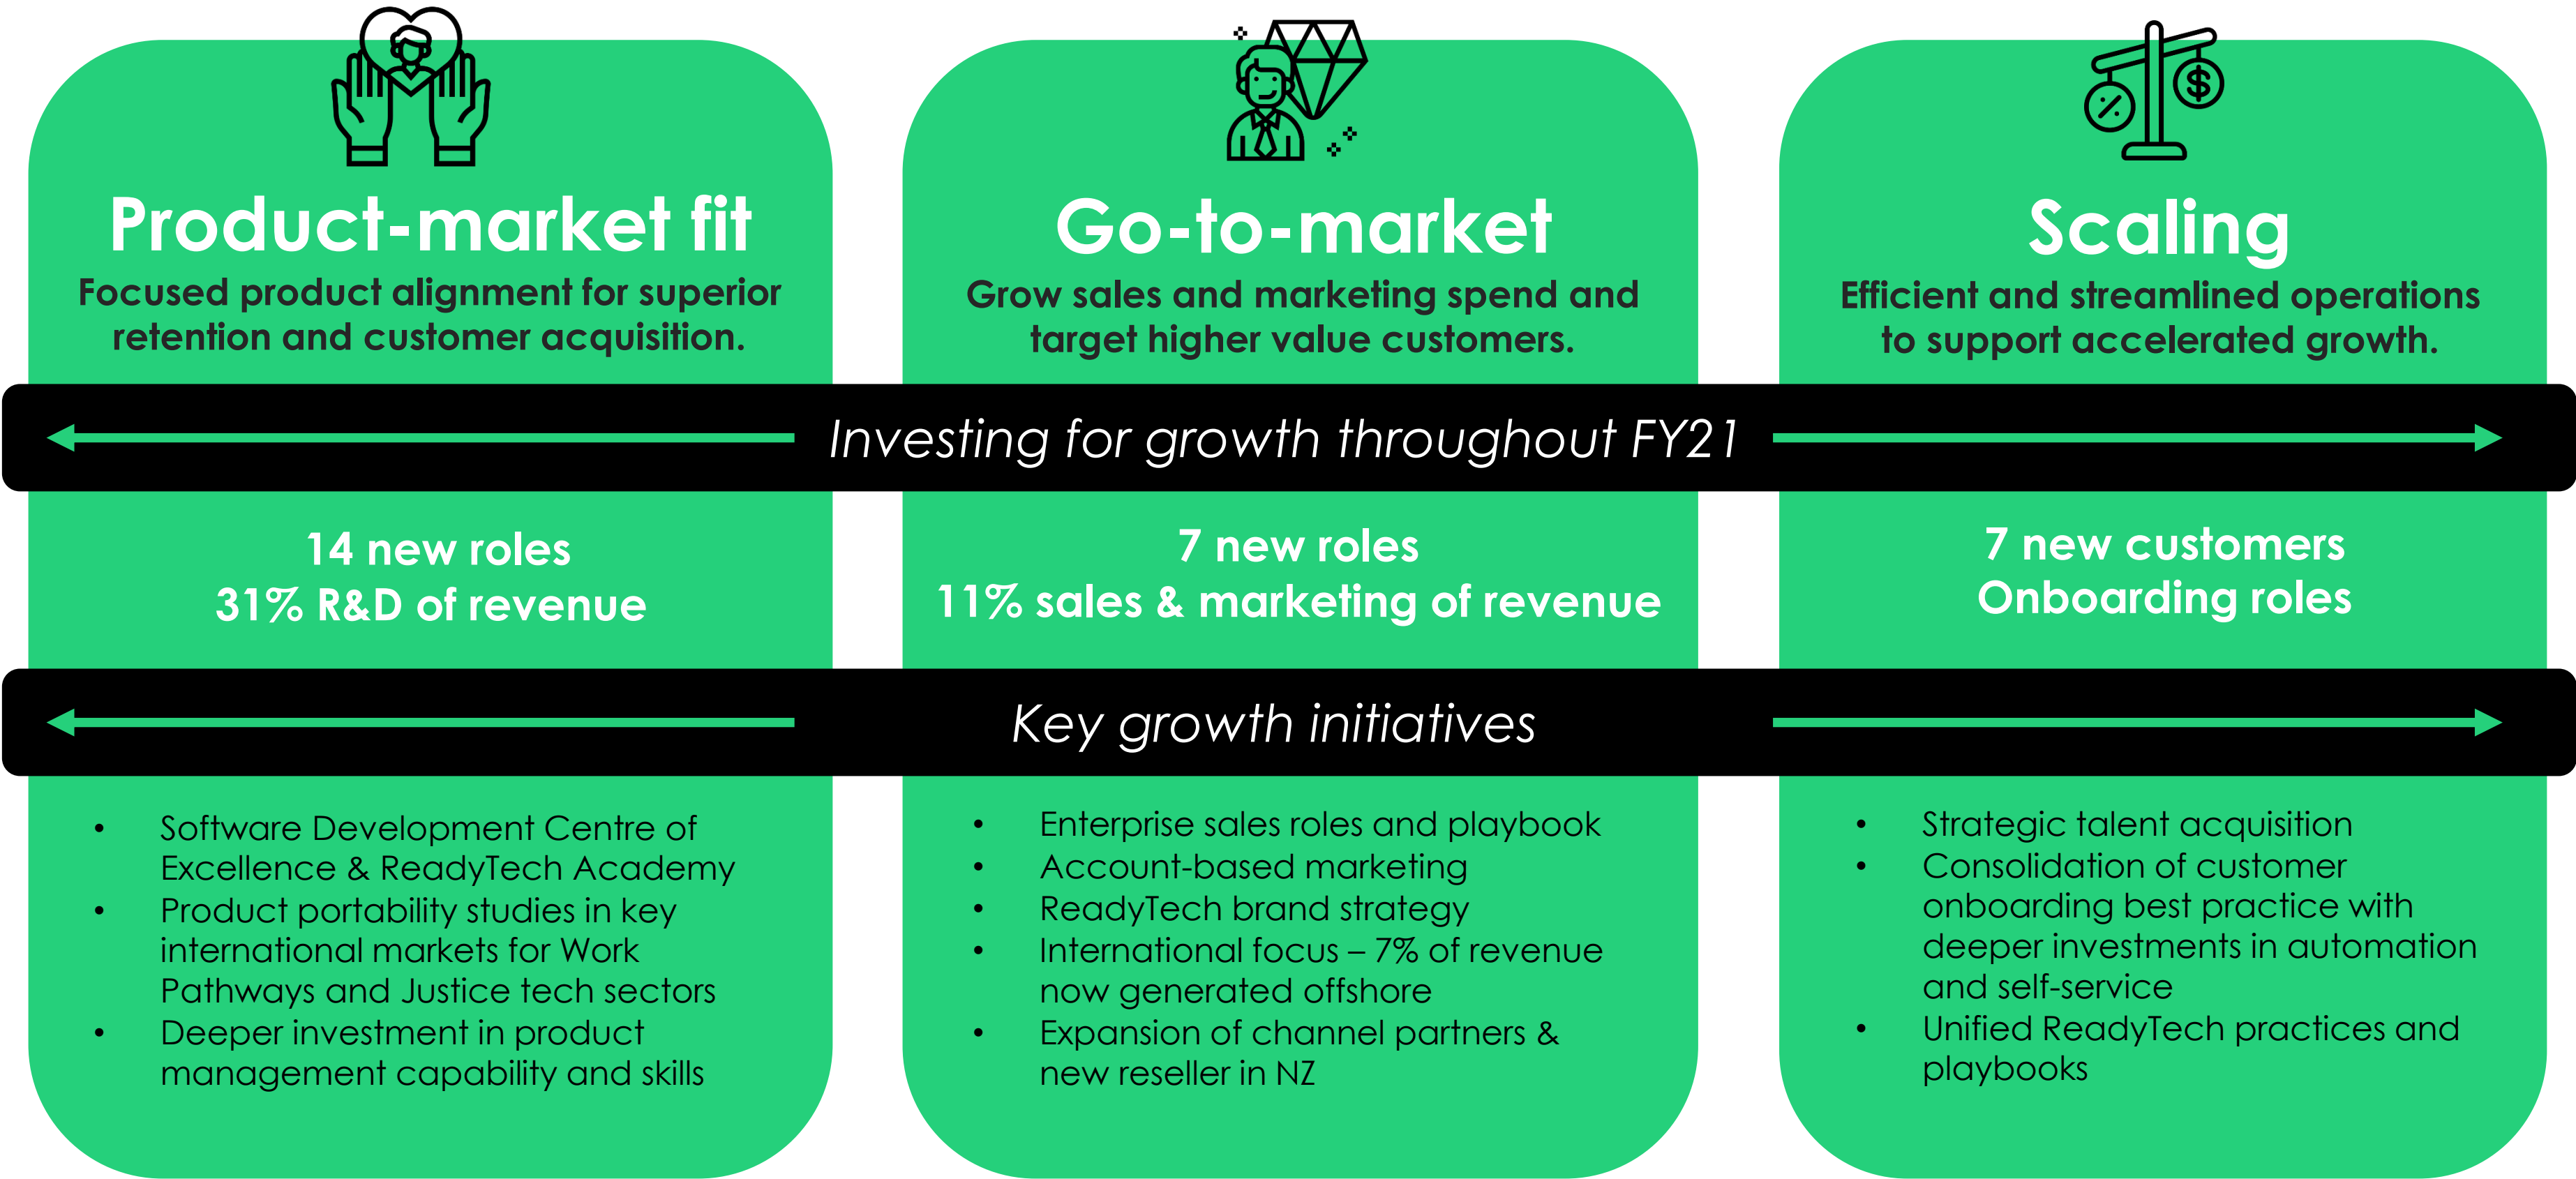 Product-market fit
Focused product alignment for superior
retention and customer acquisition.
Go-to-market
Grow sales and marketing spend and
target higher value customers.
Scaling
Efficient and streamlined operations
to support accelerated growth.
Investing for growth throughout FY21
14 new roles
31% R&D of revenue
7 new roles
11% sales & marketing of revenue
7 new customers
Onboarding roles
Key growth initiatives
• Software Development Centre of
Excellence & ReadyTech Academy
• Product portability studies in key
international markets for Work
Pathways and Justice tech sectors
• Deeper investment in product
management capability and skills
• Enterprise sales roles and playbook
• Account-based marketing
• ReadyTech brand strategy
• International focus – 7% of revenue
now generated offshore
• Expansion of channel partners &
new reseller in NZ
• Strategic talent acquisition
• Consolidation of customer
onboarding best practice with
deeper investments in automation
and self-service
• Unified ReadyTech practices and
playbooks